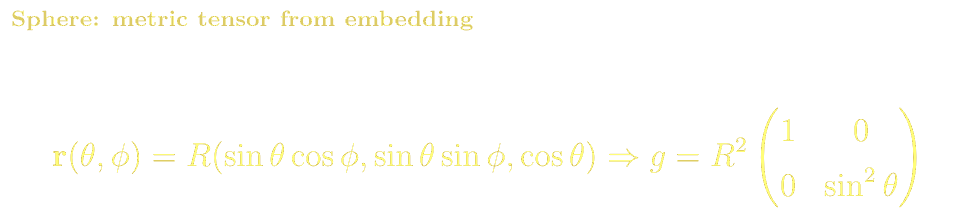 Sphere: metric tensor from embedding
r(θ, ϕ) = R(sin θ cos ϕ, sin θ sin ϕ, cos θ) ⇒ g = R² (1 0 0 sin² θ)